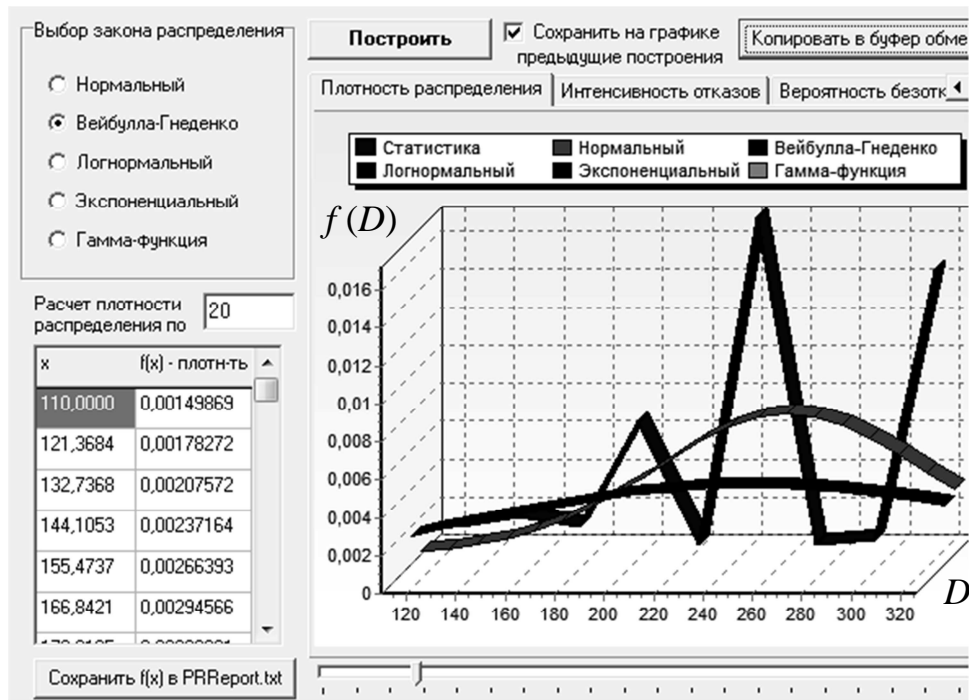 Выбор закона распределения
Нормальный
Вейбулла-Гнеденко
Логнормальный
Экспоненциальный
Гамма-функция
Расчет плотности
распределения по
20
x f(x) - плотн-ть
110,0000 0,00149869
121,3684 0,00178272
132,7368 0,00207572
144,1053 0,00237164
155,4737 0,00266393
166,8421 0,00294566
Сохранить f(x) в PRReport.txt
Построить
Сохранить на графике
предыдущие построения
Копировать в буфер обме
Плотность распределения Интенсивность отказов Вероятность безотк
Статистика Нормальный Вейбулла-Гнеденко
Логнормальный Экспоненциальный Гамма-функция
f (D)
0,016
0,014
0,012
0,01
0,008
0,006
0,004
0,002
0
120 140 160 180 200 220 240 260 280 300 320
D